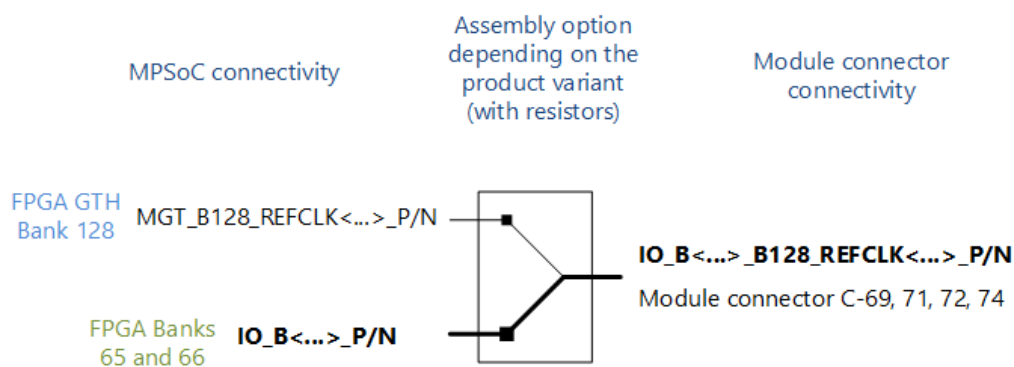 MPSoC connectivity
Assembly option
depending on the
product variant
(with resistors)
Module connector
connectivity
FPGA GTH
Bank 128
MGT_B128_REFCLK<...>_P/N
IO_B<...>_B128_REFCLK<...>_P/N
Module connector C-69, 71, 72, 74
FPGA Banks
65 and 66
IO_B<...>_P/N